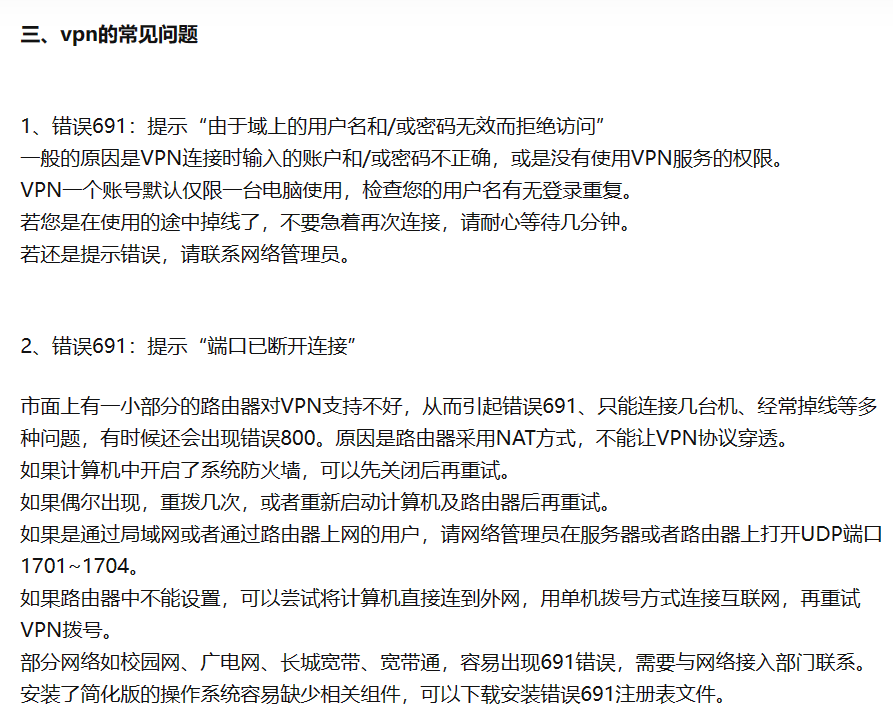 三、vpn的常见问题
1、错误691：提示“由于域上的用户名和/或密码无效而拒绝访问”
一般的原因是VPN连接时输入的账户和/或密码不正确，或是没有使用VPN服务的权限。
VPN一个账号默认仅限一台电脑使用，检查您的用户名有无登录重复。
若您是在使用的途中掉线了，不要急着再次连接，请耐心等待几分钟。
若还是提示错误，请联系网络管理员。
2、错误691：提示“端口已断开连接”
市面上有一小部分的路由器对VPN支持不好，从而引起错误691、只能连接几台机、经常掉线等多
种问题，有时候还会出现错误800。原因是路由器采用NAT方式，不能让VPN协议穿透。
如果计算机中开启了系统防火墙，可以先关闭后再重试。
如果偶尔出现，重拨几次，或者重新启动计算机及路由器后再重试。
如果是通过局域网或者通过路由器上网的用户，请网络管理员在服务器或者路由器上打开UDP端口
1701~1704。
如果路由器中不能设置，可以尝试将计算机直接连到外网，用单机拨号方式连接互联网，再重试
VPN拨号。
部分网络如校园网、广电网、长城宽带、宽带通，容易出现691错误，需要与网络接入部门联系。
安装了简化版的操作系统容易缺少相关组件，可以下载安装错误691注册表文件。